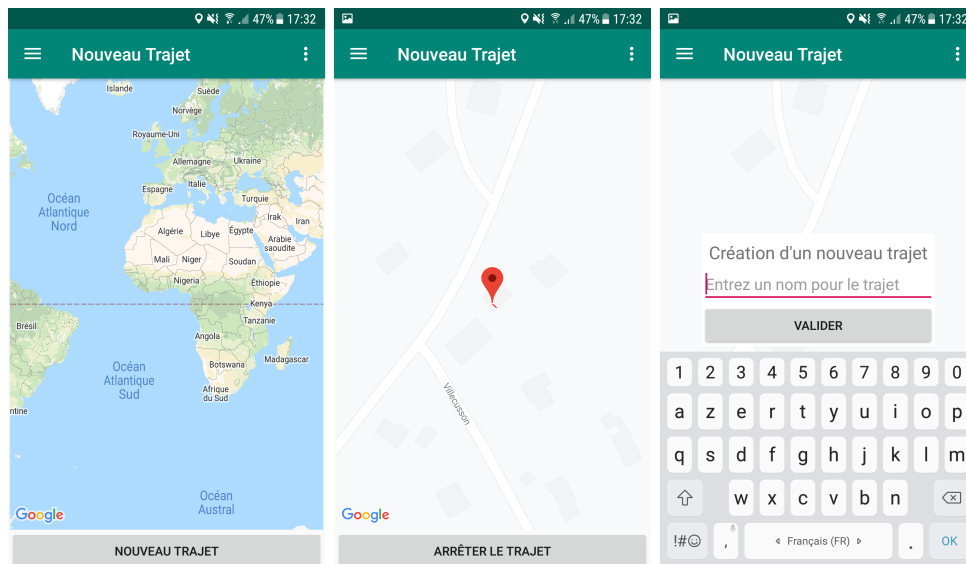 47% 17:32
Nouveau Trajet
Islande
Suède
Norvège
Royaume-Uni
Allemagne
Ukraine
Espagne
Italie
Turquie
Océan
Atlantique
Nord
Irak
Iran
Algérie
Libye
Égypte
Arabie
saoudite
Mali
Niger
Soudan
Nigeria
Éthiopie
Kenya
Tanzanie
Brésil
Angola
Madagascar
Botswana
Océan
Atlantique
Sud
Afrique
du Sud
ntine
Océan
Austral
Google
NOUVEAU TRAJET
47% 17:32
Nouveau Trajet
Villecusson
Google
ARRÊTER LE TRAJET
47% 17:32
Nouveau Trajet
Création d'un nouveau trajet
Entrez un nom pour le trajet
VALIDER
1 2 3 4 5 6 7 8 9 0
a z e r t y u i o p
q s d f g h j k l m
w x c v b n
!#☺ , Français (FR) . OK